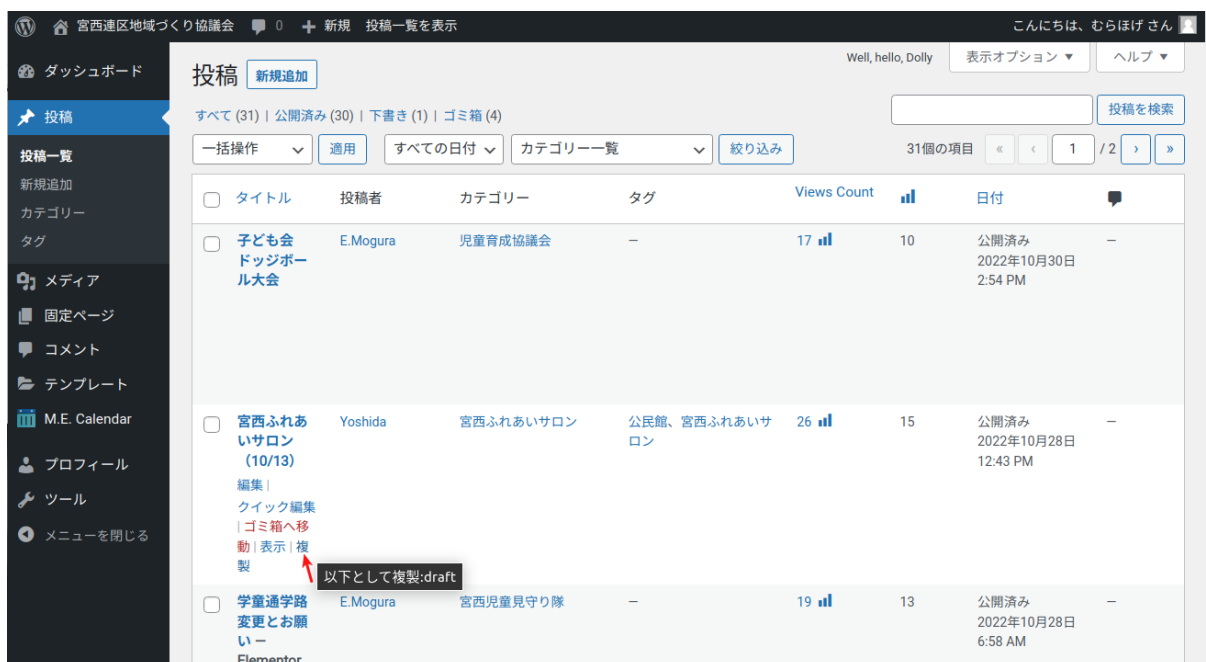 宮西連区地域づくり協議会 0 新規 投稿一覧を表示 こんにちは、むらほげ さん
ダッシュボード
投稿
投稿一覧
新規追加
カテゴリー
タグ
メディア
固定ページ
コメント
テンプレート
M.E. Calendar
プロフィール
ツール
メニューを閉じる
Well, hello, Dolly 表示オプション ▼ ヘルプ ▼
投稿 新規追加
すべて (31) | 公開済み (30) | 下書き (1) | ゴミ箱 (4)
投稿を検索
一括操作 適用 すべての日付 カテゴリー一覧 絞り込み 31個の項目 « ‹ 1 / 2 › »
タイトル 投稿者 カテゴリー タグ Views Count 日付
子ども会 E.Mogura 児童育成協議会 — 17 10 公開済み —
ドッジボー 2022年10月30日
ル大会 2:54 PM
宮西ふれあ Yoshida 宮西ふれあいサロン 公民館、宮西ふれあいサ 26 15 公開済み —
いサロン ロン 2022年10月28日
(10/13) 12:43 PM
編集 |
クイック編集
| ゴミ箱へ移
動 | 表示 | 複
製
以下として複製:draft
学童通学路 E.Mogura 宮西児童見守り隊 — 19 13 公開済み —
変更とお願 2022年10月28日
い — 6:58 AM
Elementor